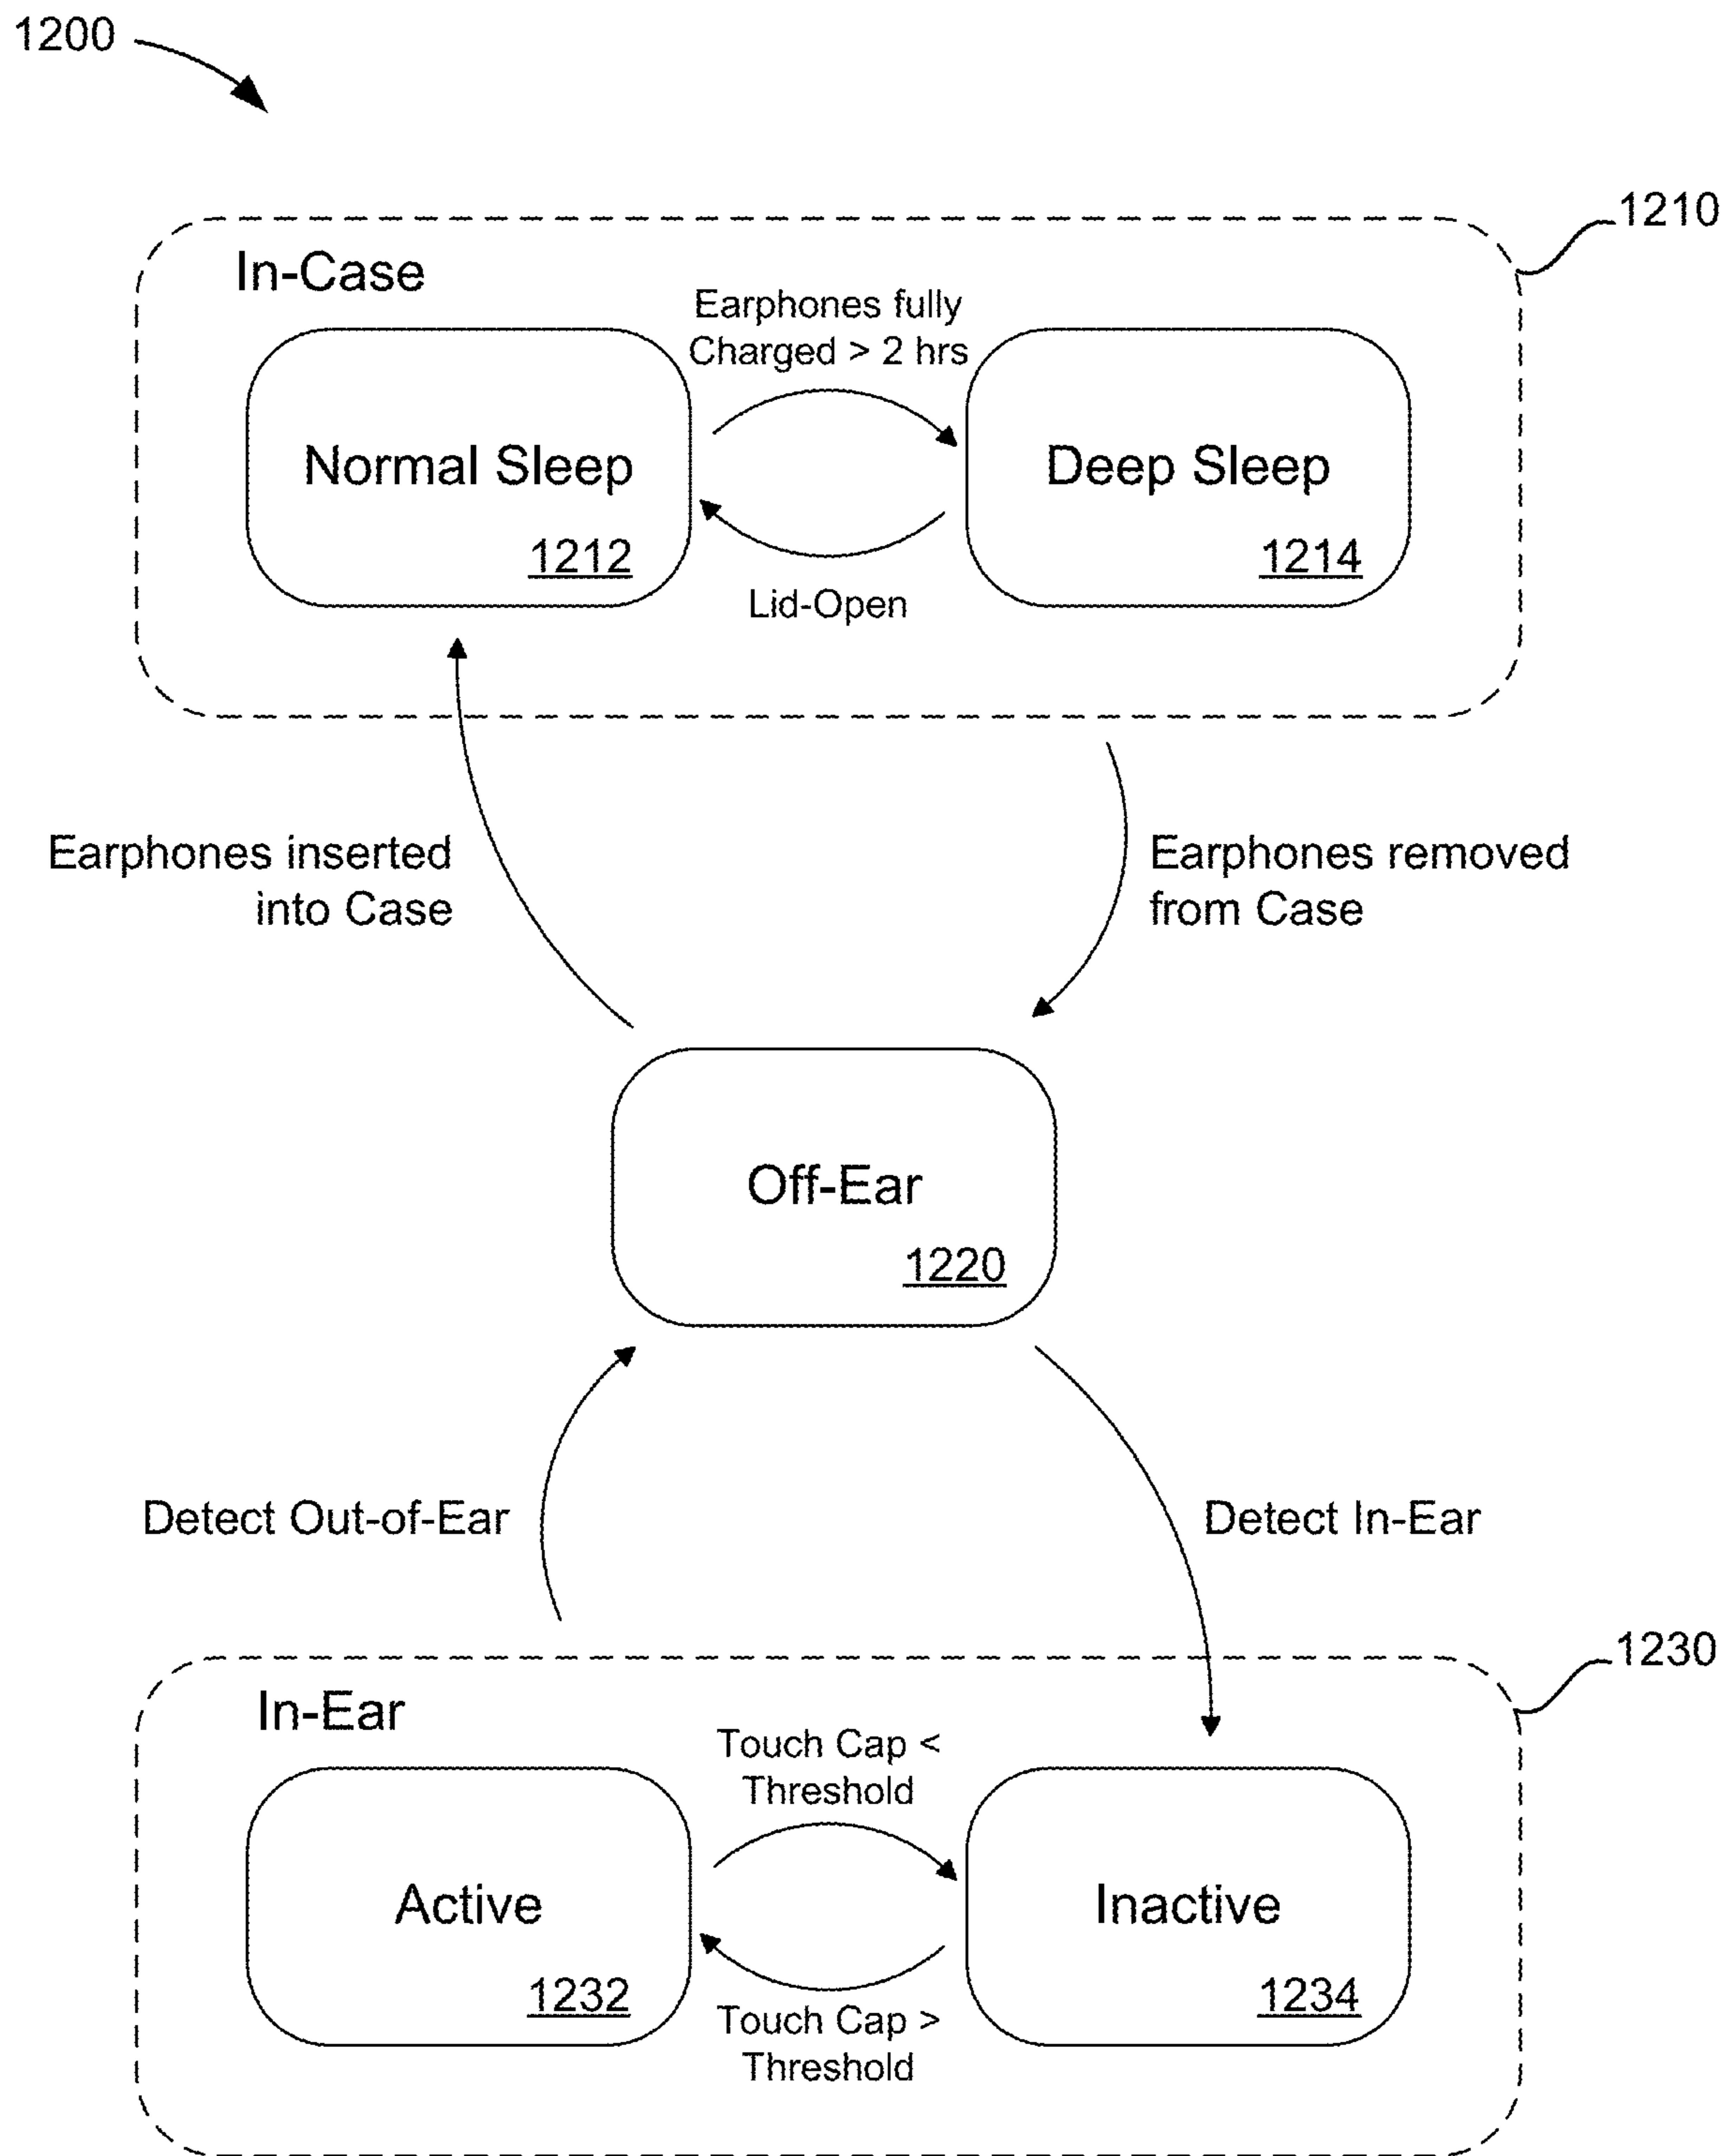 1200
1210
In-Case
Earphones fully
Charged > 2 hrs
Normal Sleep
1212
Deep Sleep
1214
Lid-Open
Earphones inserted
into Case
Earphones removed
from Case
Off-Ear
1220
Detect Out-of-Ear
Detect In-Ear
1230
In-Ear
Touch Cap <
Threshold
Active
1232
Inactive
1234
Touch Cap >
Threshold